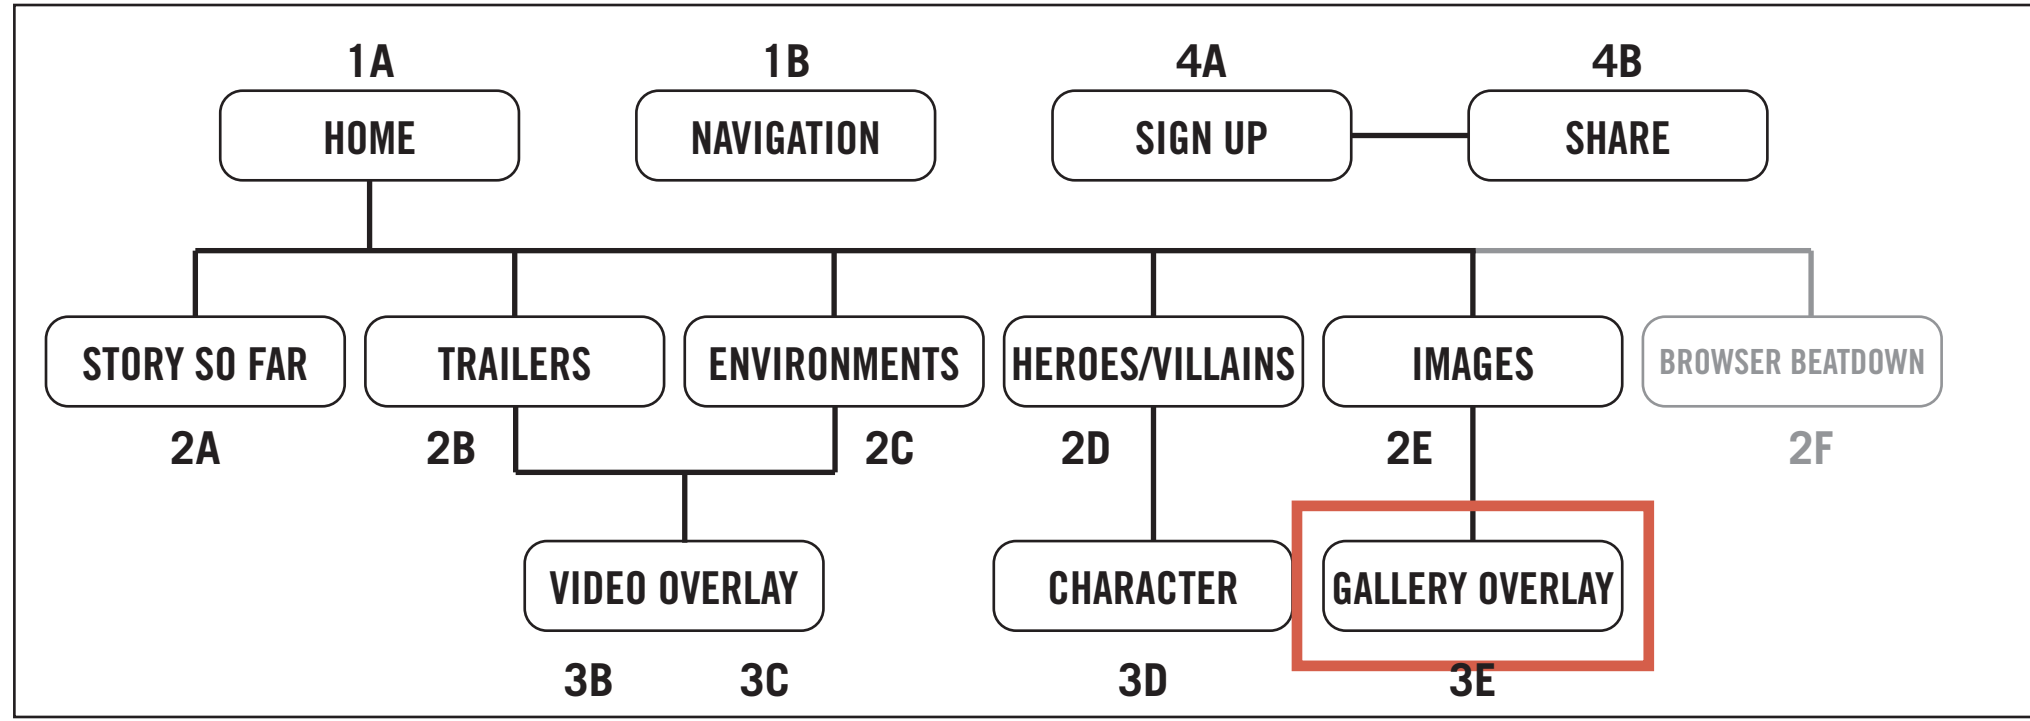 1A
1B
4A
4B
HOME
NAVIGATION
SIGN UP
SHARE
STORY SO FAR
TRAILERS
ENVIRONMENTS
HEROES/VILLAINS
IMAGES
BROWSER BEATDOWN
2A
2B
2C
2D
2E
2F
VIDEO OVERLAY
CHARACTER
GALLERY OVERLAY
3B
3C
3D
3E